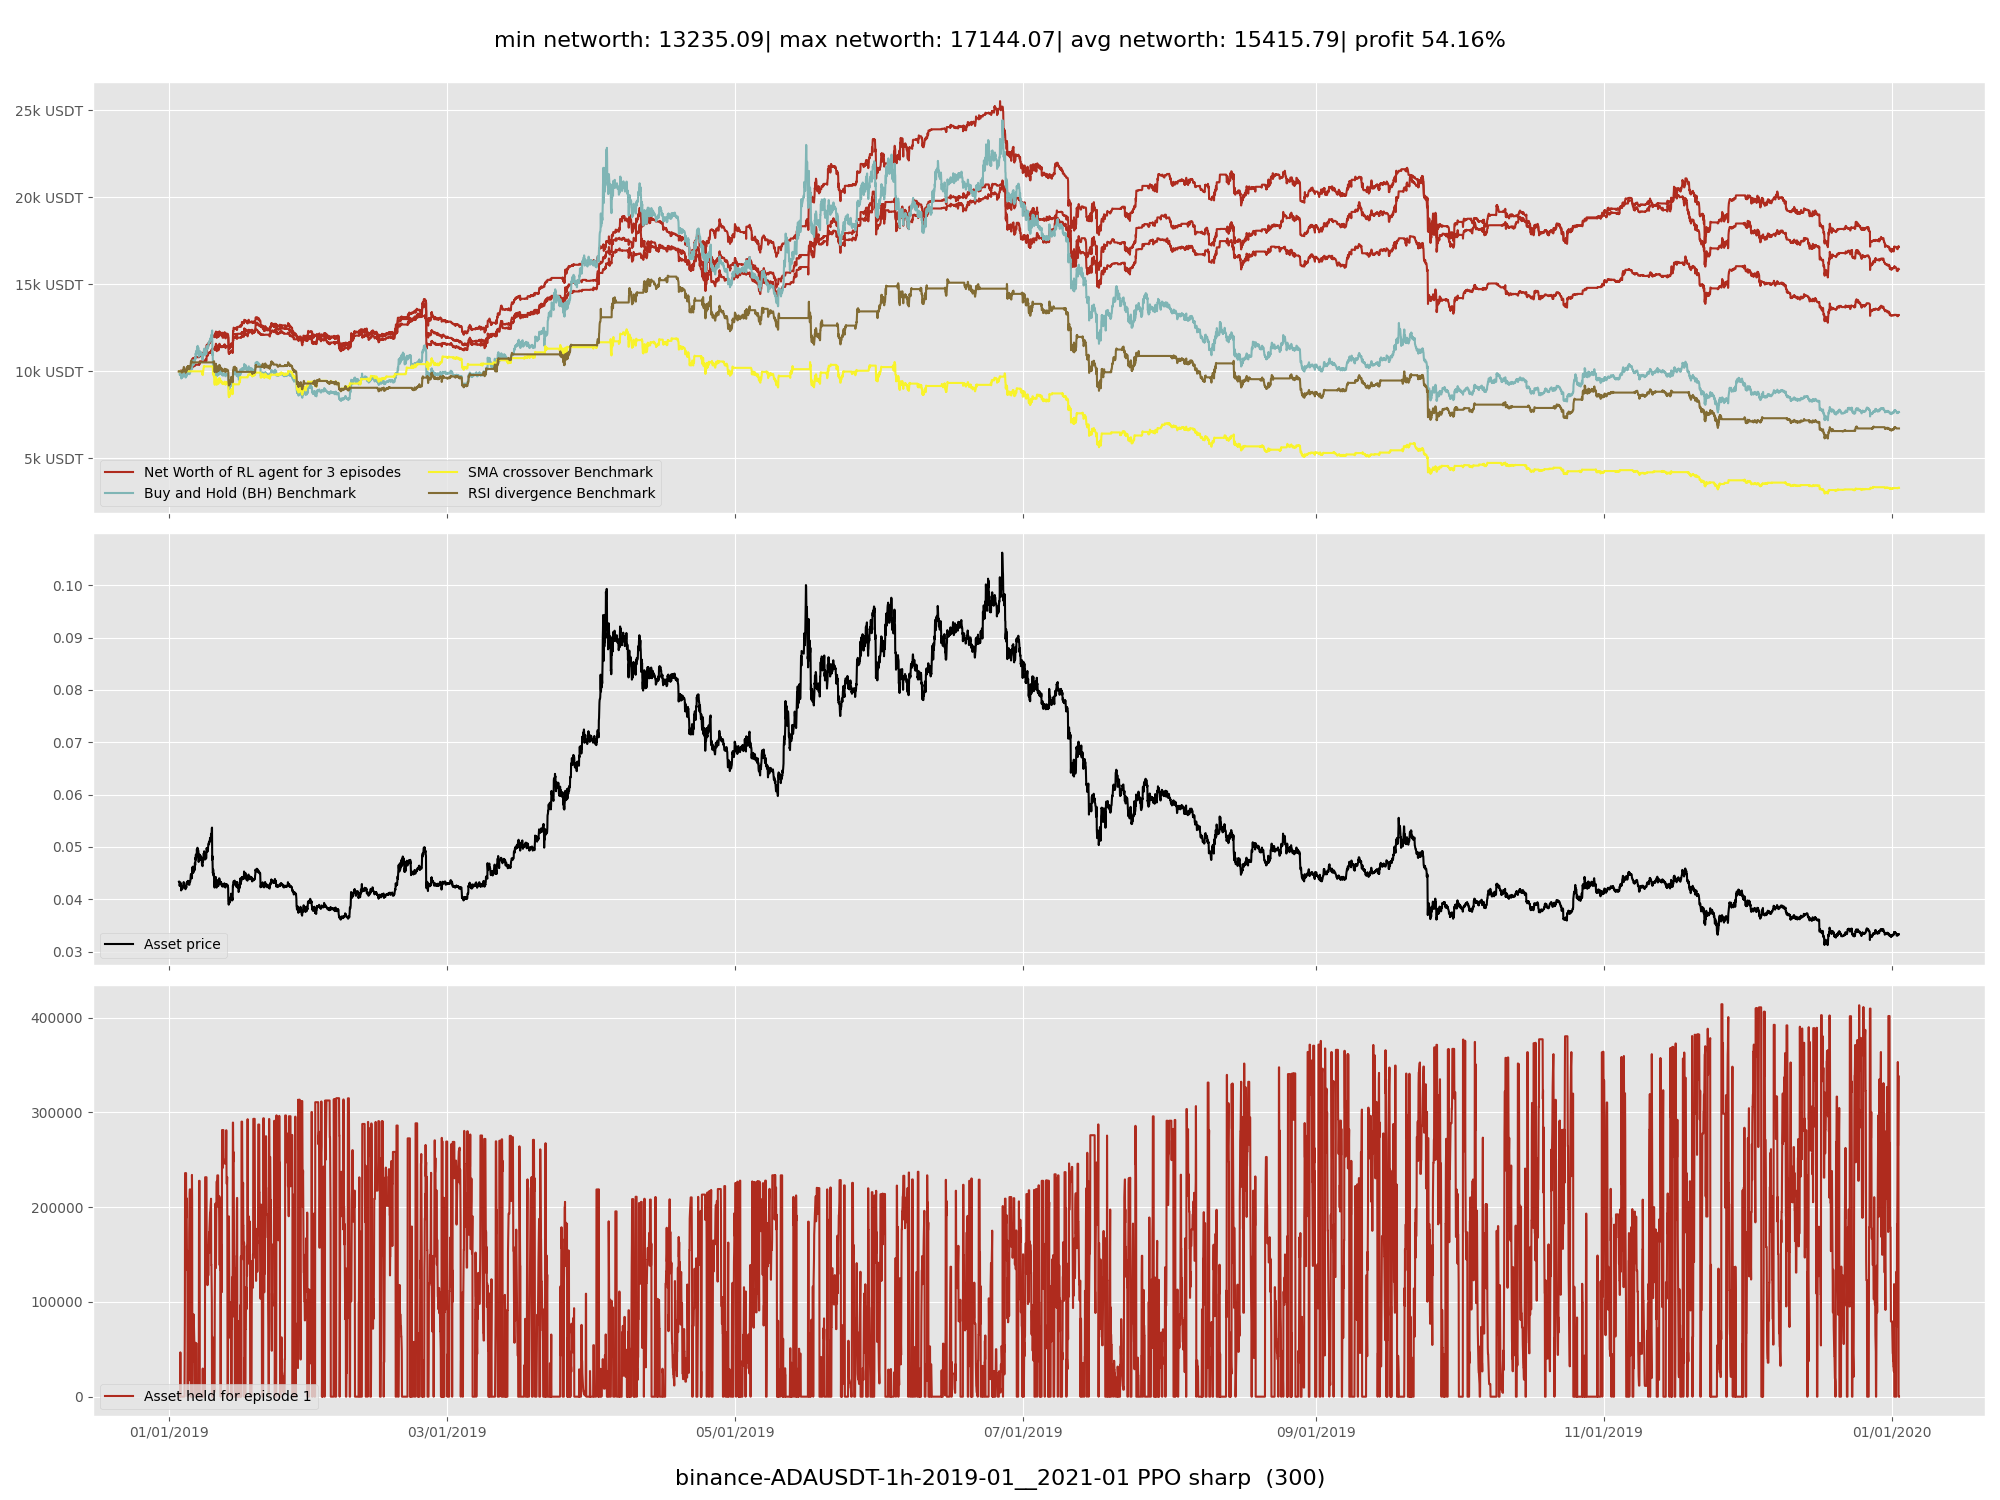 min networth: 13235.09| max networth: 17144.07| avg networth: 15415.79| profit 54.16%
25k USDT
20k USDT
15k USDT
10k USDT
5k USDT
Net Worth of RL agent for 3 episodes
Buy and Hold (BH) Benchmark
SMA crossover Benchmark
RSI divergence Benchmark
0.10
0.09
0.08
0.07
0.06
0.05
0.04
0.03
Asset price
400000
300000
200000
100000
0
Asset held for episode 1
01/01/2019 03/01/2019 05/01/2019 07/01/2019 09/01/2019 11/01/2019 01/01/2020
binance-ADAUSDT-1h-2019-01__2021-01 PPO sharp (300)